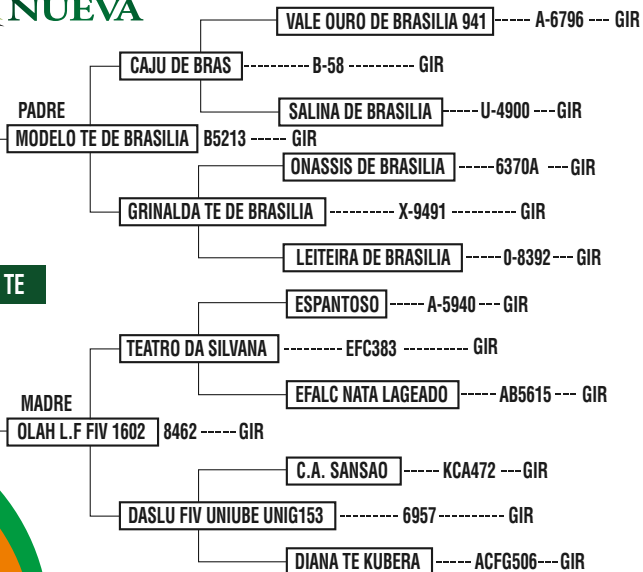 NUEVA
VALE OURO DE BRASILIA 941 ----- A-6796 --- GIR
CAJU DE BRAS ---------- B-58 ---------- GIR
SALINA DE BRASILIA -----U-4900 ---GIR
PADRE
MODELO TE DE BRASILIA B5213 ----- GIR
ONASSIS DE BRASILIA -----6370A ---GIR
GRINALDA TE DE BRASILIA ---------- X-9491 ---------- GIR
LEITEIRA DE BRASILIA -----0-8392--- GIR
TE
ESPANTOSO ----- A-5940 --- GIR
TEATRO DA SILVANA --------- EFC383 ---------- GIR
EFALC NATA LAGEADO ----- AB5615 --- GIR
MADRE
OLAH L.F FIV 1602 8462 ----- GIR
C.A. SANSAO ----- KCA472 ---GIR
DASLU FIV UNIUBE UNIG153 --------- 6957---------- GIR
DIANA TE KUBERA ----- ACFG506---GIR